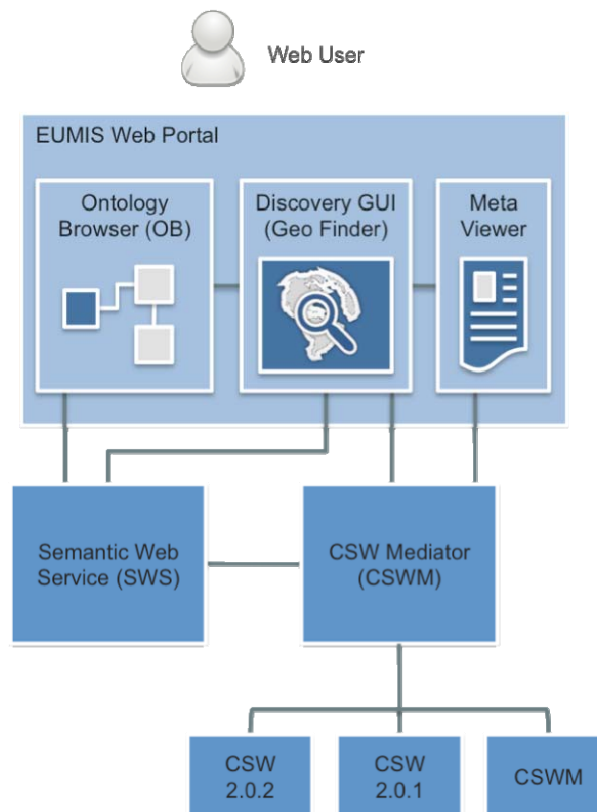 Web User
EUMIS Web Portal
Ontology
Browser (OB)
Discovery GUI
(Geo Finder)
Meta
Viewer
Semantic Web
Service (SWS)
CSW Mediator
(CSWM)
CSW
2.0.2
CSW
2.0.1
CSWM